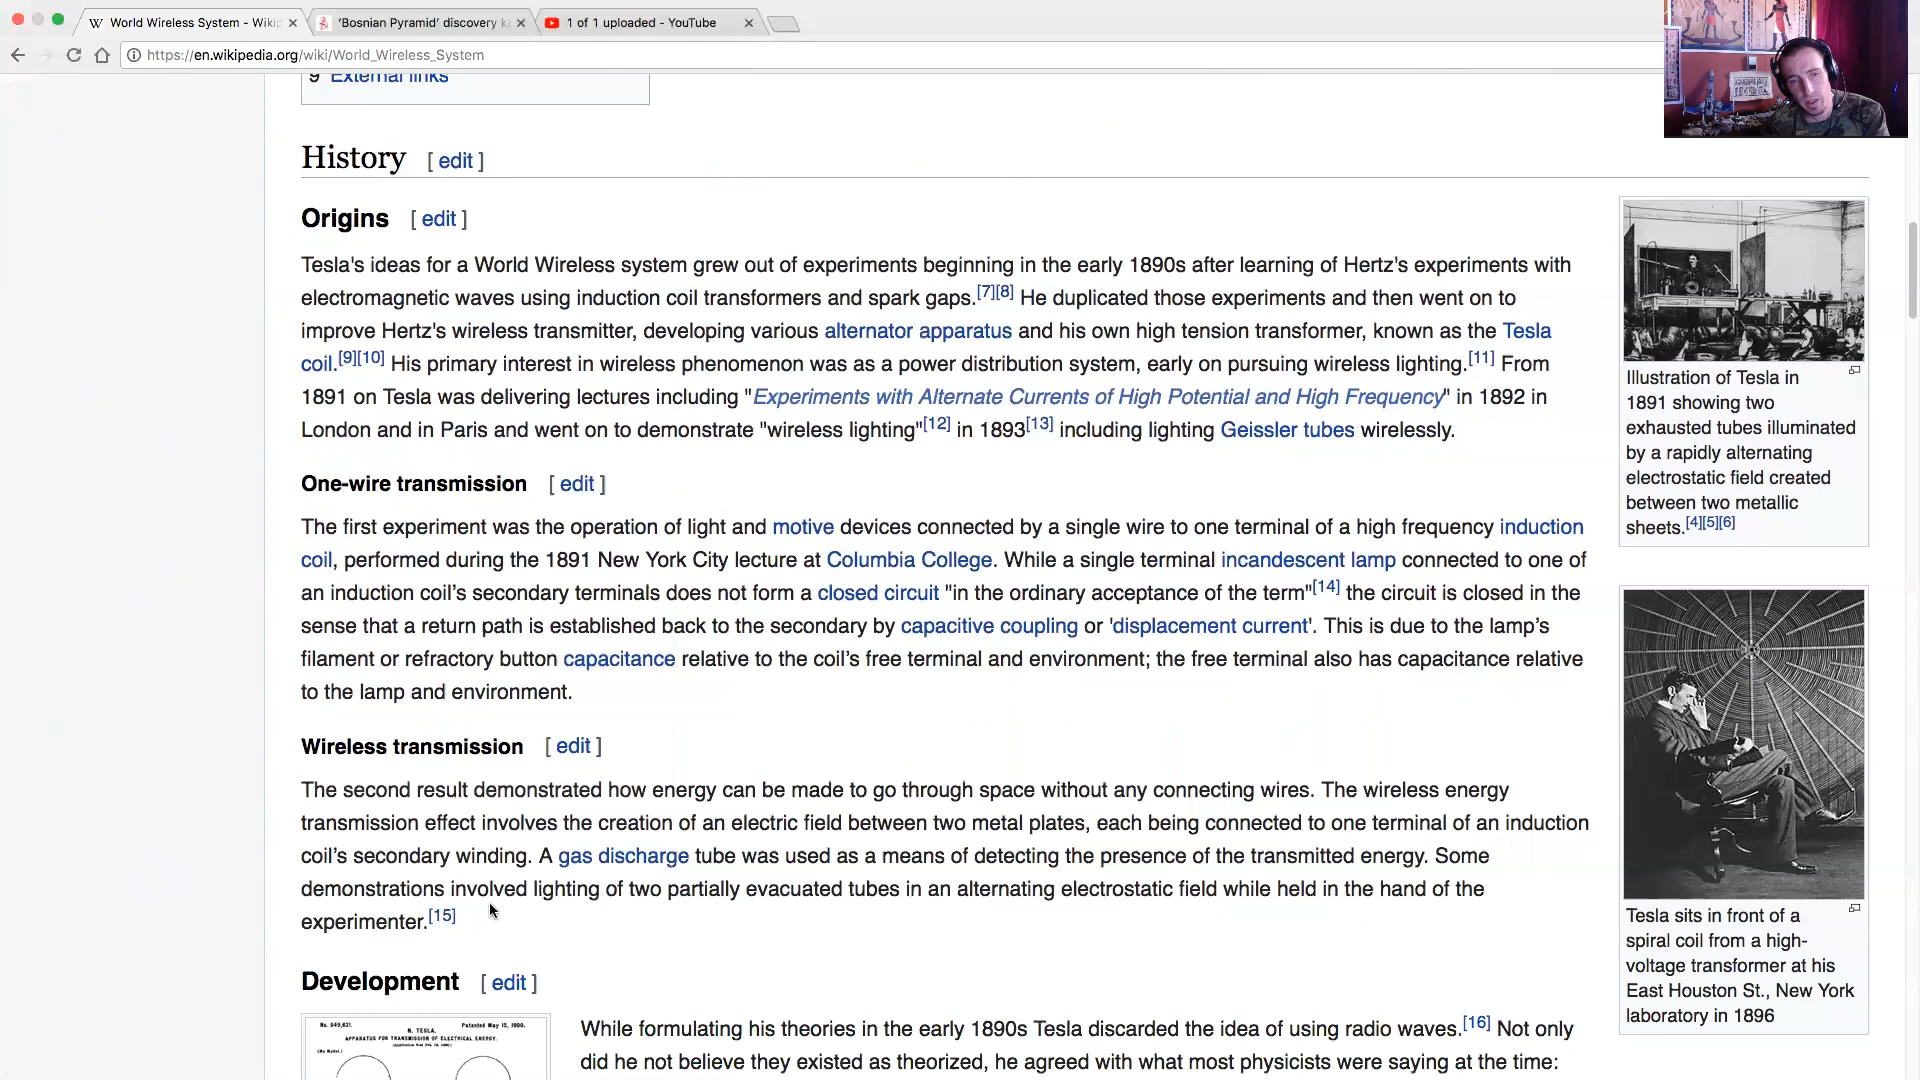 World Wireless System - Wikip
'Bosnian Pyramid' discovery k
1 of 1 uploaded - YouTube
https://en.wikipedia.org/wiki/World_Wireless_System
9 External links
History [ edit ]
Origins [ edit ]
Tesla's ideas for a World Wireless system grew out of experiments beginning in the early 1890s after learning of Hertz's experiments with
electromagnetic waves using induction coil transformers and spark gaps.[7][8] He duplicated those experiments and then went on to
improve Hertz's wireless transmitter, developing various alternator apparatus and his own high tension transformer, known as the Tesla
coil.[9][10] His primary interest in wireless phenomenon was as a power distribution system, early on pursuing wireless lighting.[11] From
1891 on Tesla was delivering lectures including "Experiments with Alternate Currents of High Potential and High Frequency" in 1892 in
London and in Paris and went on to demonstrate "wireless lighting"[12] in 1893[13] including lighting Geissler tubes wirelessly.
One-wire transmission [ edit ]
The first experiment was the operation of light and motive devices connected by a single wire to one terminal of a high frequency induction
coil, performed during the 1891 New York City lecture at Columbia College. While a single terminal incandescent lamp connected to one of
an induction coil's secondary terminals does not form a closed circuit "in the ordinary acceptance of the term"[14] the circuit is closed in the
sense that a return path is established back to the secondary by capacitive coupling or 'displacement current'. This is due to the lamp's
filament or refractory button capacitance relative to the coil's free terminal and environment; the free terminal also has capacitance relative
to the lamp and environment.
Wireless transmission [ edit ]
The second result demonstrated how energy can be made to go through space without any connecting wires. The wireless energy
transmission effect involves the creation of an electric field between two metal plates, each being connected to one terminal of an induction
coil's secondary winding. A gas discharge tube was used as a means of detecting the presence of the transmitted energy. Some
demonstrations involved lighting of two partially evacuated tubes in an alternating electrostatic field while held in the hand of the
experimenter.[15]
Development [ edit ]
No. 649,621.
Patented May 15, 1900.
N. TESLA.
APPARATUS FOR TRANSMISSION OF ELECTRICAL ENERGY.
(No Model.)
While formulating his theories in the early 1890s Tesla discarded the idea of using radio waves.[16] Not only
did he not believe they existed as theorized, he agreed with what most physicists were saying at the time:
Illustration of Tesla in
1891 showing two
exhausted tubes illuminated
by a rapidly alternating
electrostatic field created
between two metallic
sheets.[4][5][6]
Tesla sits in front of a
spiral coil from a high-
voltage transformer at his
East Houston St., New York
laboratory in 1896